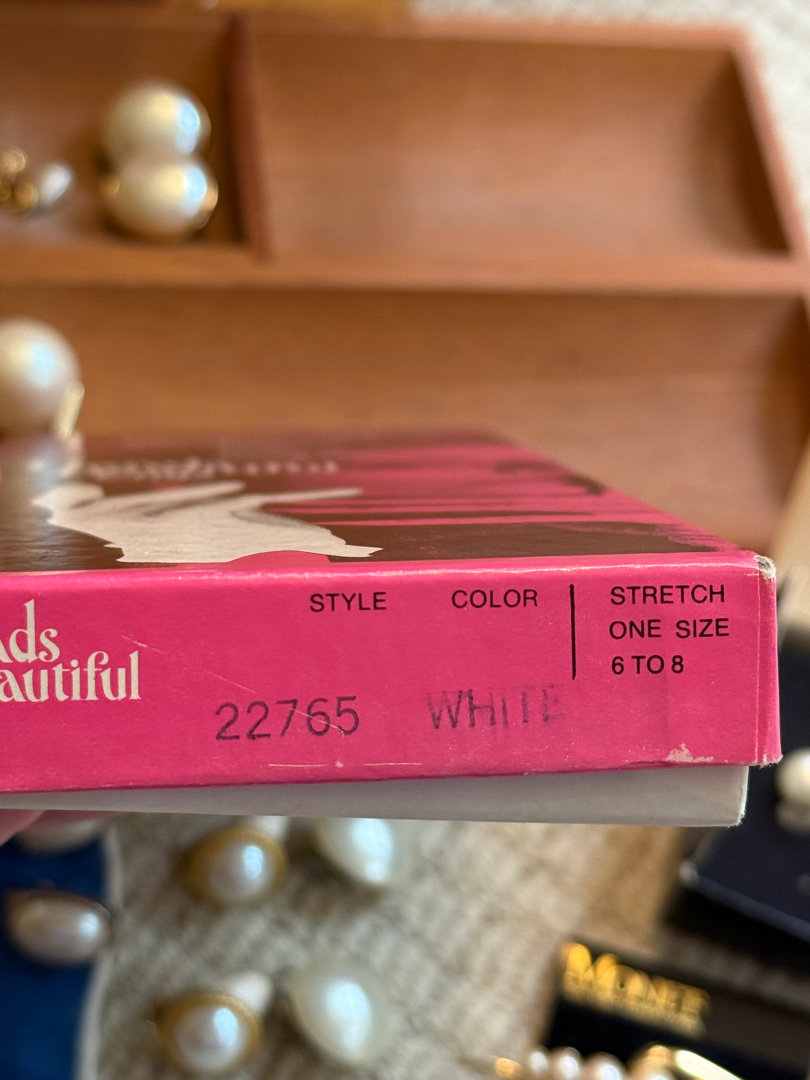 STYLE COLOR STRETCH
ONE SIZE
6 TO 8
ads
autiful
22765 WHITE
MONET